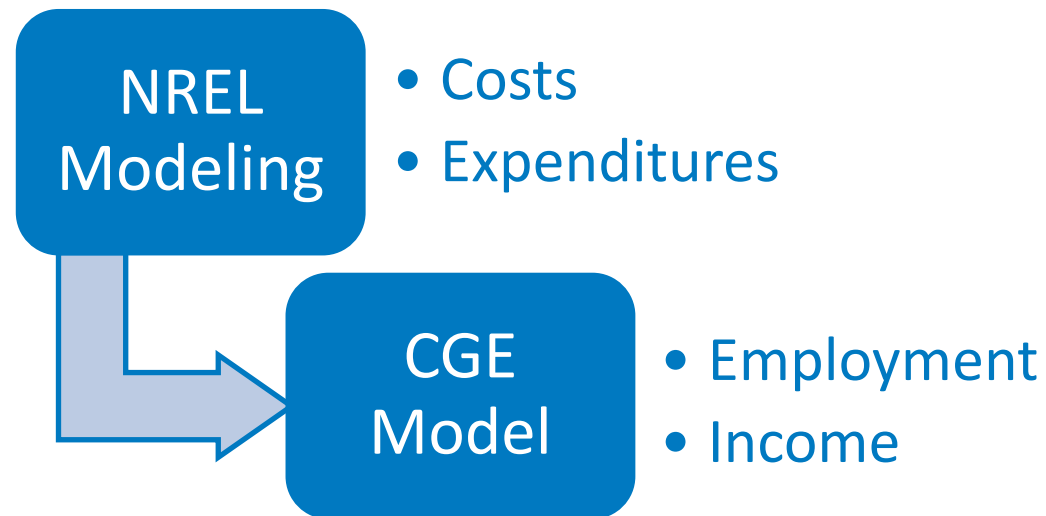 NREL
Modeling
• Costs
• Expenditures
CGE
Model
• Employment
• Income